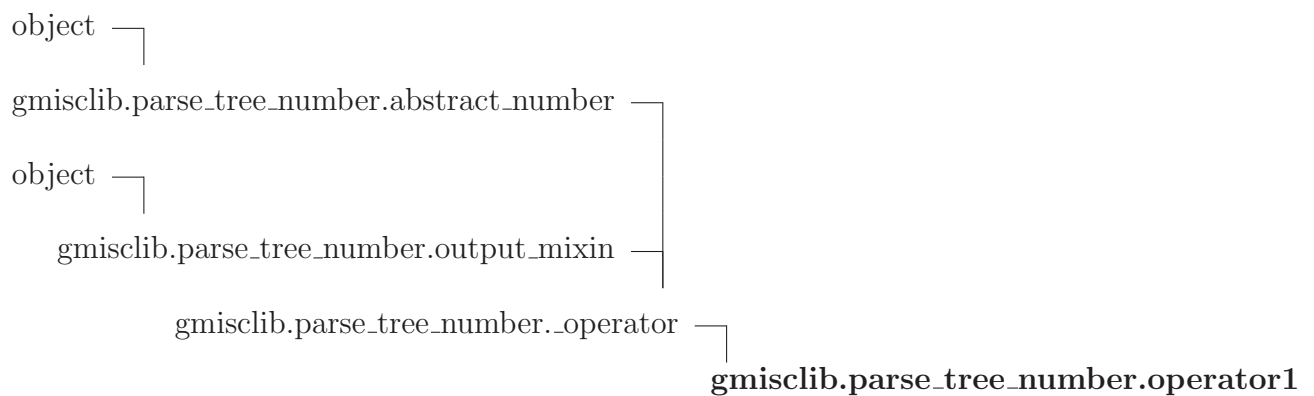 object
gmisclib.parse_tree_number.abstract_number
object
gmisclib.parse_tree_number.output_mixin
gmisclib.parse_tree_number._operator
gmisclib.parse_tree_number.operator1